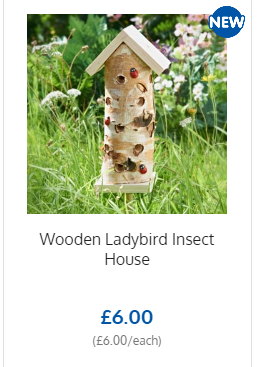 NEW
Wooden Ladybird Insect
House
£6.00
(£6.00/each)